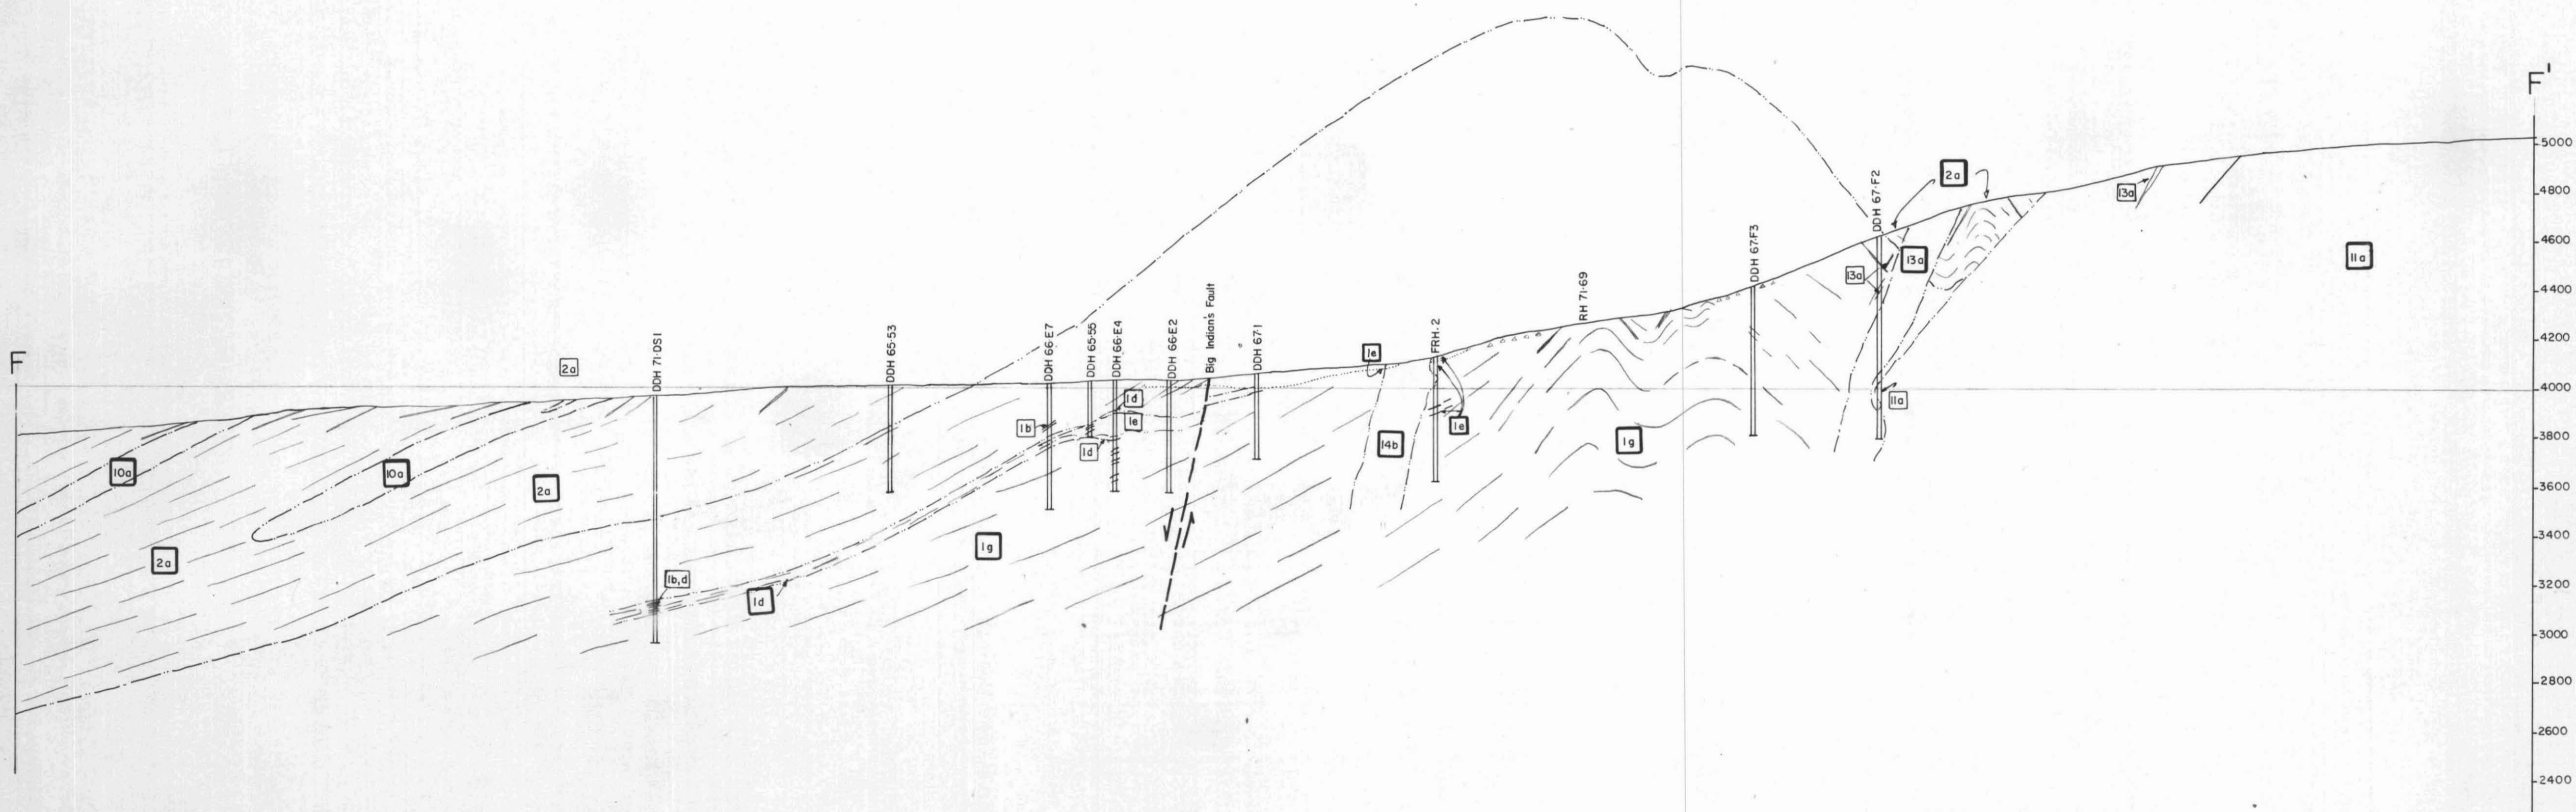 F
F'
5000
4800
4600
4400
4200
4000
3800
3600
3400
3200
3000
2800
2600
2400
2a
DDH 71-DS1
DDH 65-53
DDH 66-E7
DDH 65-55
DDH 66-E4
DDH 66-E2
Big Indian's Fault
DDH 67-1
1e
FRH-2
RH 71-69
DDH 67-F3
DDH 67-F2
2a
13a
11a
13a
13a
11a
10a
10a
2a
2a
1b
1d
1e
1d
1g
1b,d
1d
14b
1e
1g